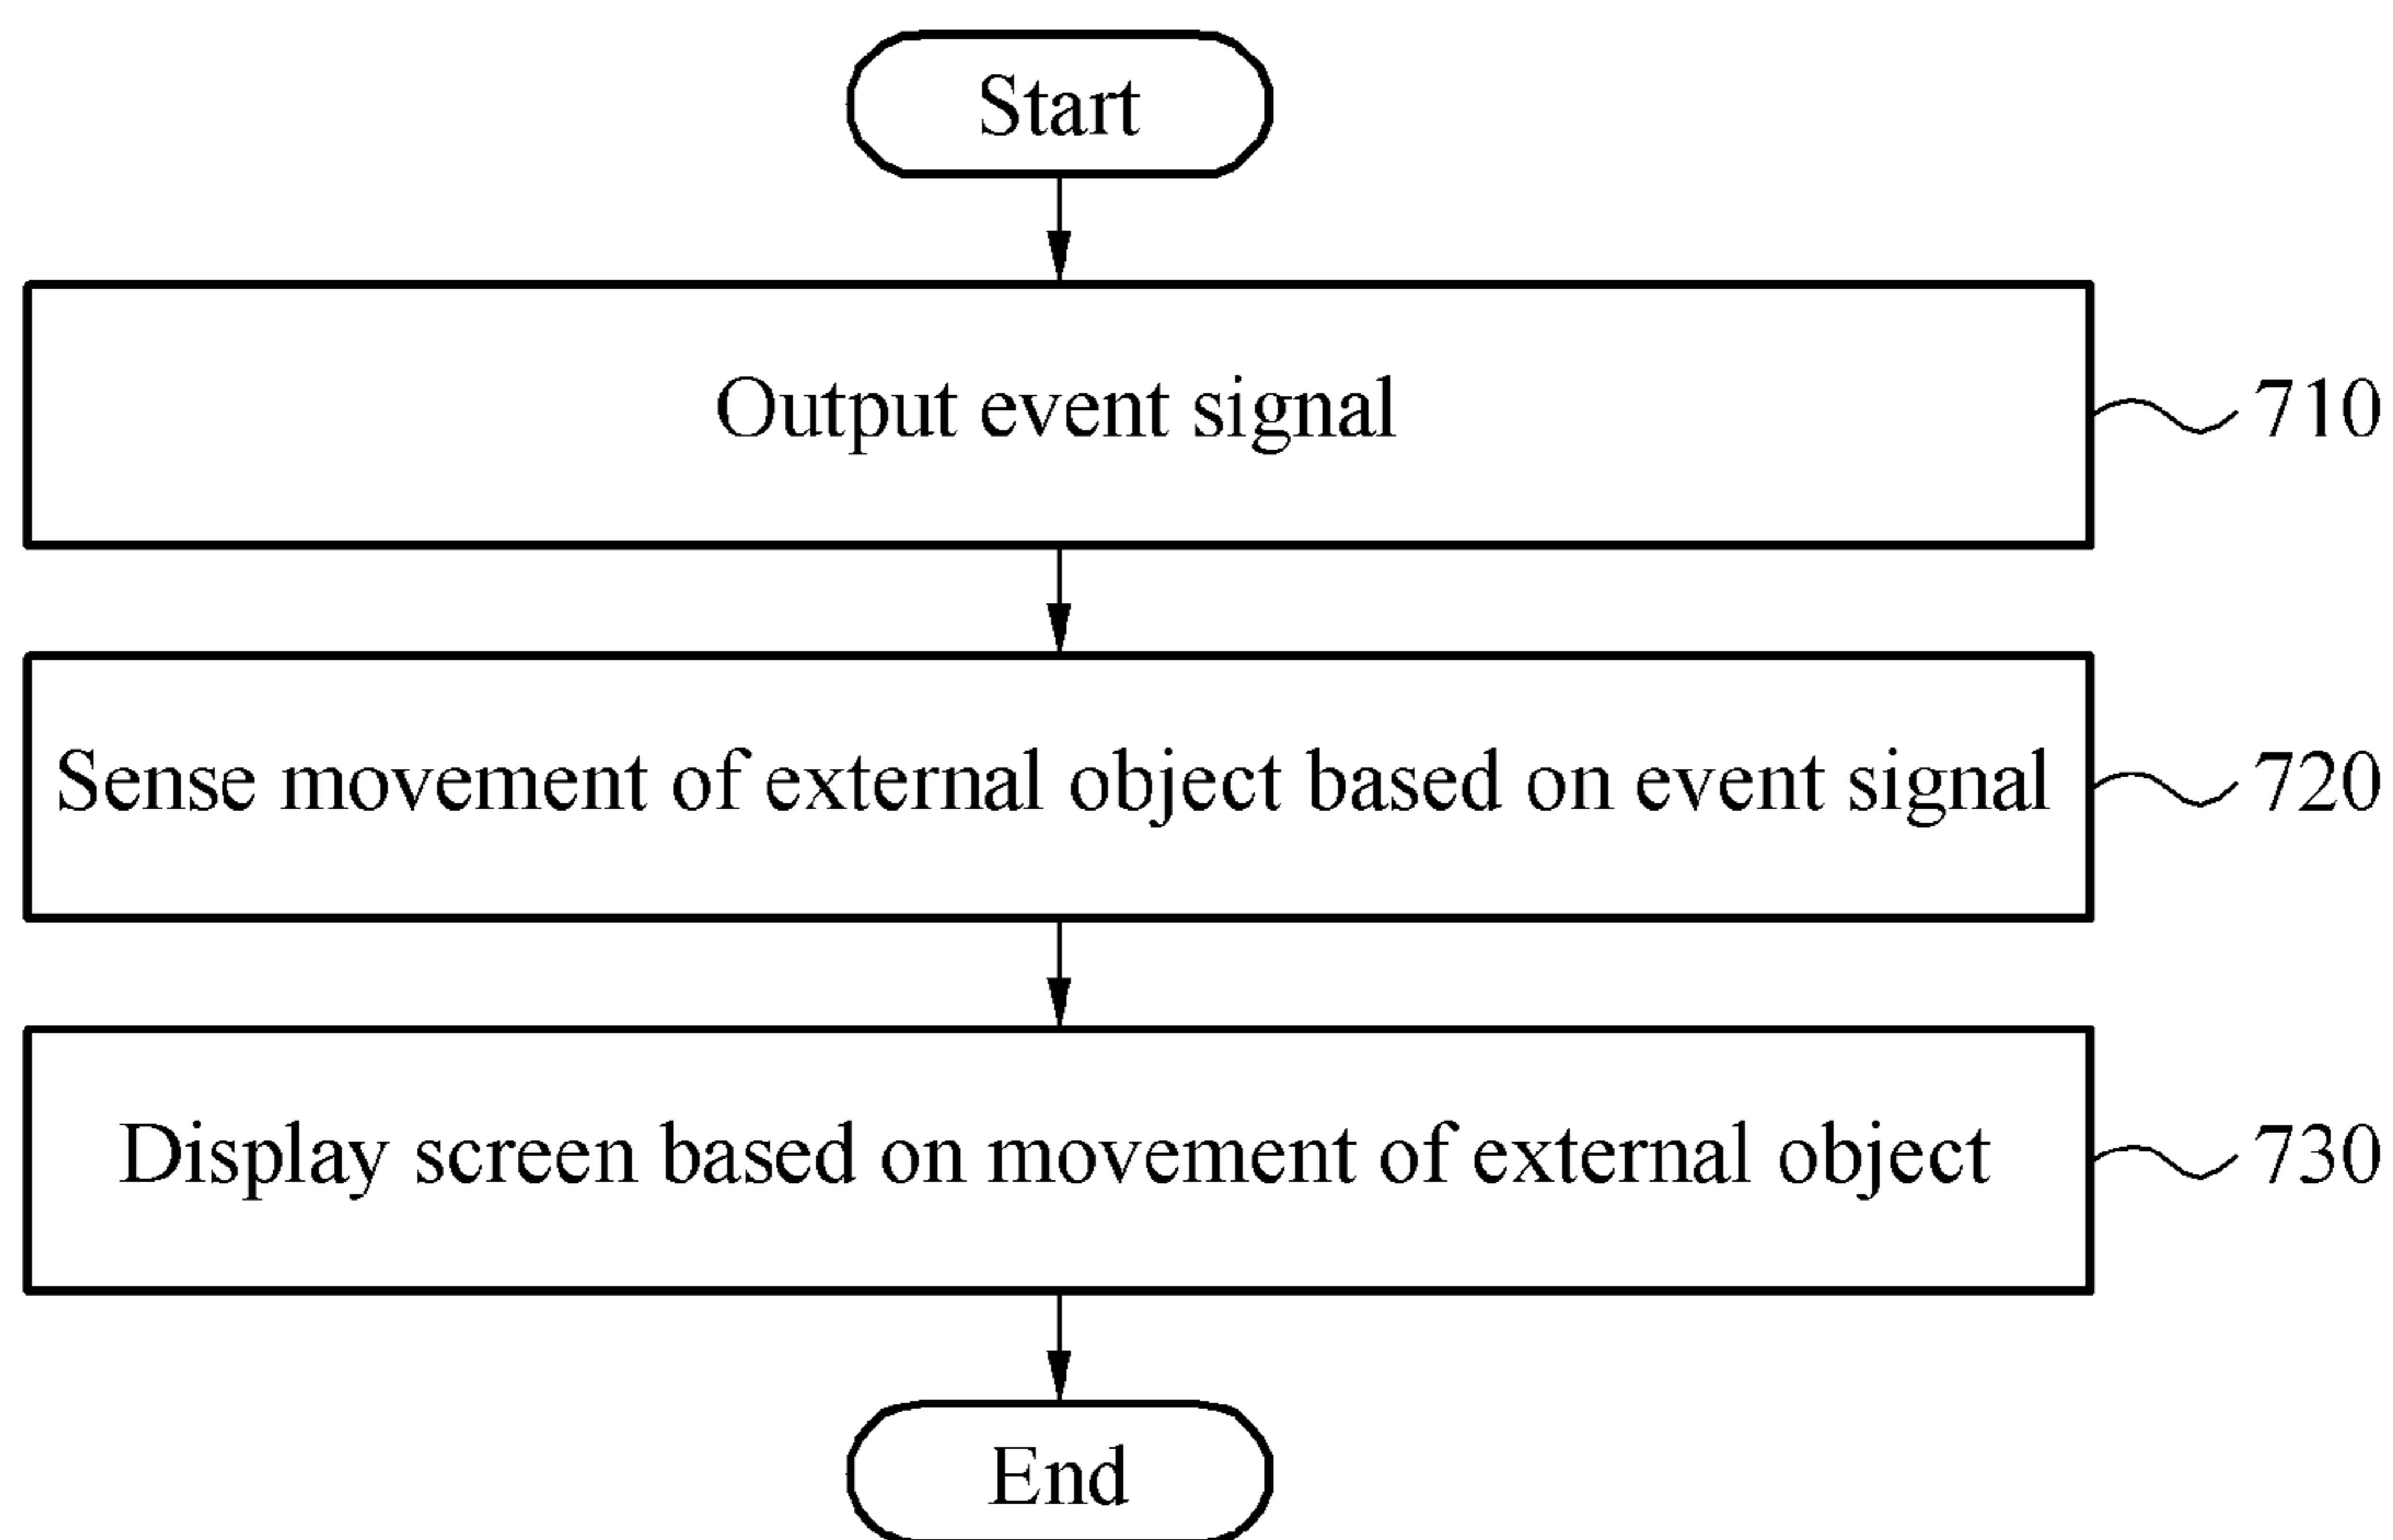 Start
Output event signal
710
Sense movement of external object based on event signal
720
Display screen based on movement of external object
730
End